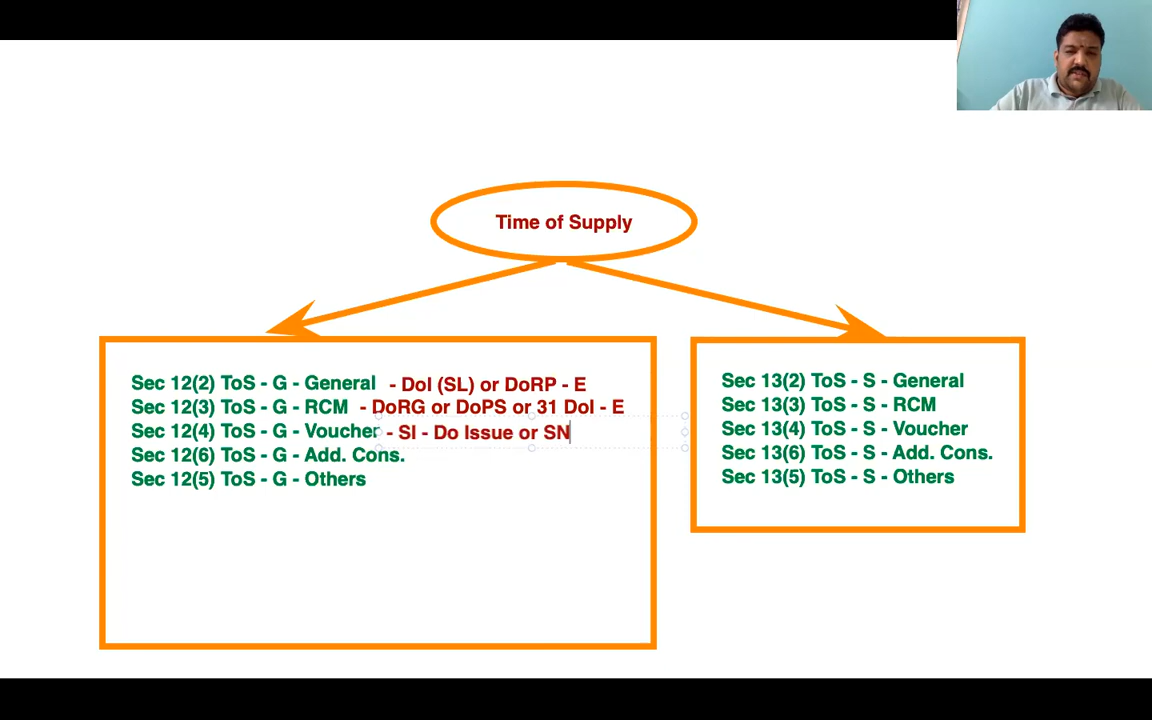 Time of Supply
Sec 12(2) ToS - G - General - DoI (SL) or DoRP - E
Sec 12(3) ToS - G - RCM - DoRG or DoPS or 31 DoI - E
Sec 12(4) ToS - G - Voucher - SI - Do Issue or SN
Sec 12(6) ToS - G - Add. Cons.
Sec 12(5) ToS - G - Others
Sec 13(2) ToS - S - General
Sec 13(3) ToS - S - RCM
Sec 13(4) ToS - S - Voucher
Sec 13(6) ToS - S - Add. Cons.
Sec 13(5) ToS - S - Others